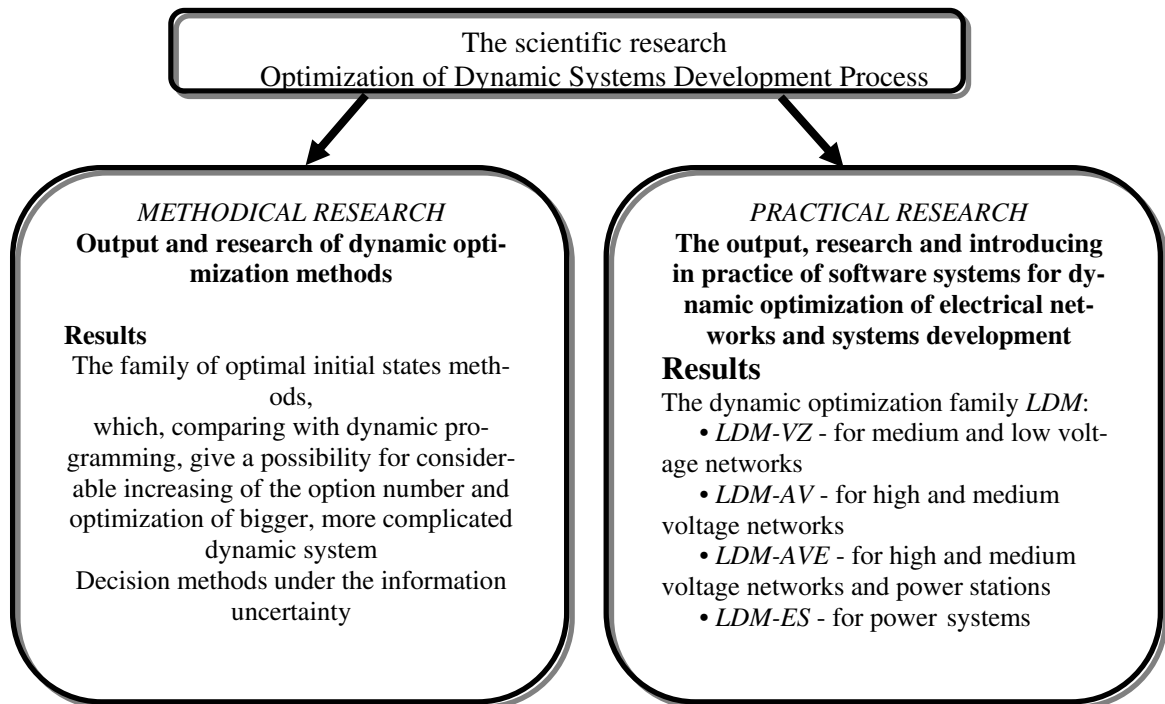 The scientific research
Optimization of Dynamic Systems Development Process
METHODICAL RESEARCH
Output and research of dynamic opti-
mization methods
Results
The family of optimal initial states meth-
ods,
which, comparing with dynamic pro-
gramming, give a possibility for consider-
able increasing of the option number and
optimization of bigger, more complicated
dynamic system
Decision methods under the information
uncertainty
PRACTICAL RESEARCH
The output, research and introducing
in practice of software systems for dy-
namic optimization of electrical net-
works and systems development
Results
The dynamic optimization family LDM:
• LDM-VZ - for medium and low volt-
age networks
• LDM-AV - for high and medium
voltage networks
• LDM-AVE - for high and medium
voltage networks and power stations
• LDM-ES - for power systems